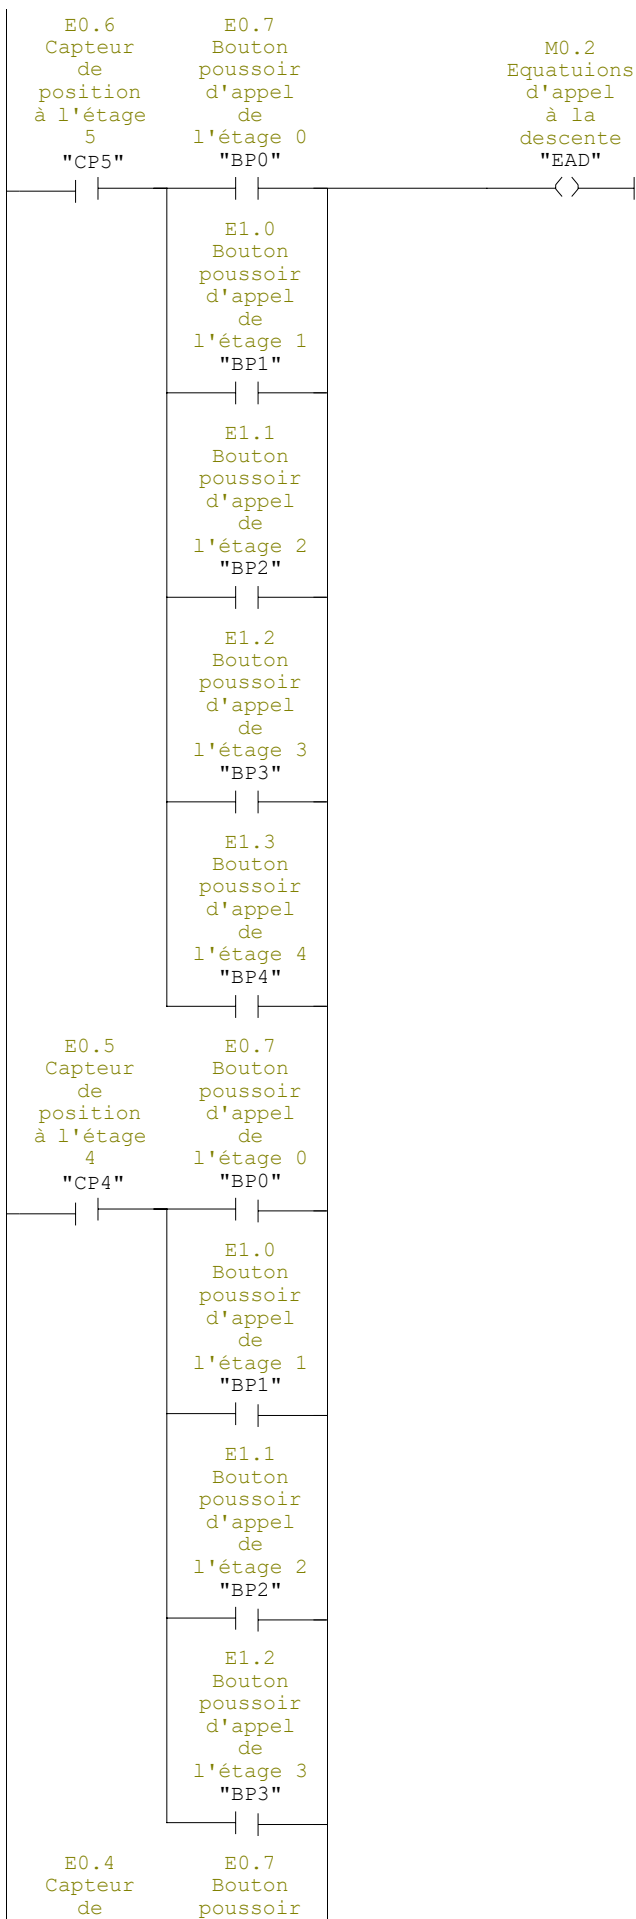 E0.6
Capteur
de
position
à l'étage
5
"CP5"
E0.7
Bouton
poussoir
d'appel
de
l'étage 0
"BP0"
M0.2
Equatuions
d'appel
à la
descente
"EAD"
E1.0
Bouton
poussoir
d'appel
de
l'étage 1
"BP1"
E1.1
Bouton
poussoir
d'appel
de
l'étage 2
"BP2"
E1.2
Bouton
poussoir
d'appel
de
l'étage 3
"BP3"
E1.3
Bouton
poussoir
d'appel
de
l'étage 4
"BP4"
E0.5
Capteur
de
position
à l'étage
4
"CP4"
E0.7
Bouton
poussoir
d'appel
de
l'étage 0
"BP0"
E1.0
Bouton
poussoir
d'appel
de
l'étage 1
"BP1"
E1.1
Bouton
poussoir
d'appel
de
l'étage 2
"BP2"
E1.2
Bouton
poussoir
d'appel
de
l'étage 3
"BP3"
E0.4
Capteur
de
E0.7
Bouton
poussoir